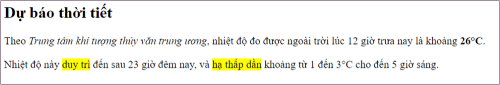 Dự báo thời tiết
Theo Trung tâm khí tượng thủy văn trung ương, nhiệt độ đo được ngoài trời lúc 12 giờ trưa nay là khoảng 26°C.
Nhiệt độ này duy trì đến sau 23 giờ đêm nay, và hạ thấp dần khoảng từ 1 đến 3°C cho đến 5 giờ sáng.